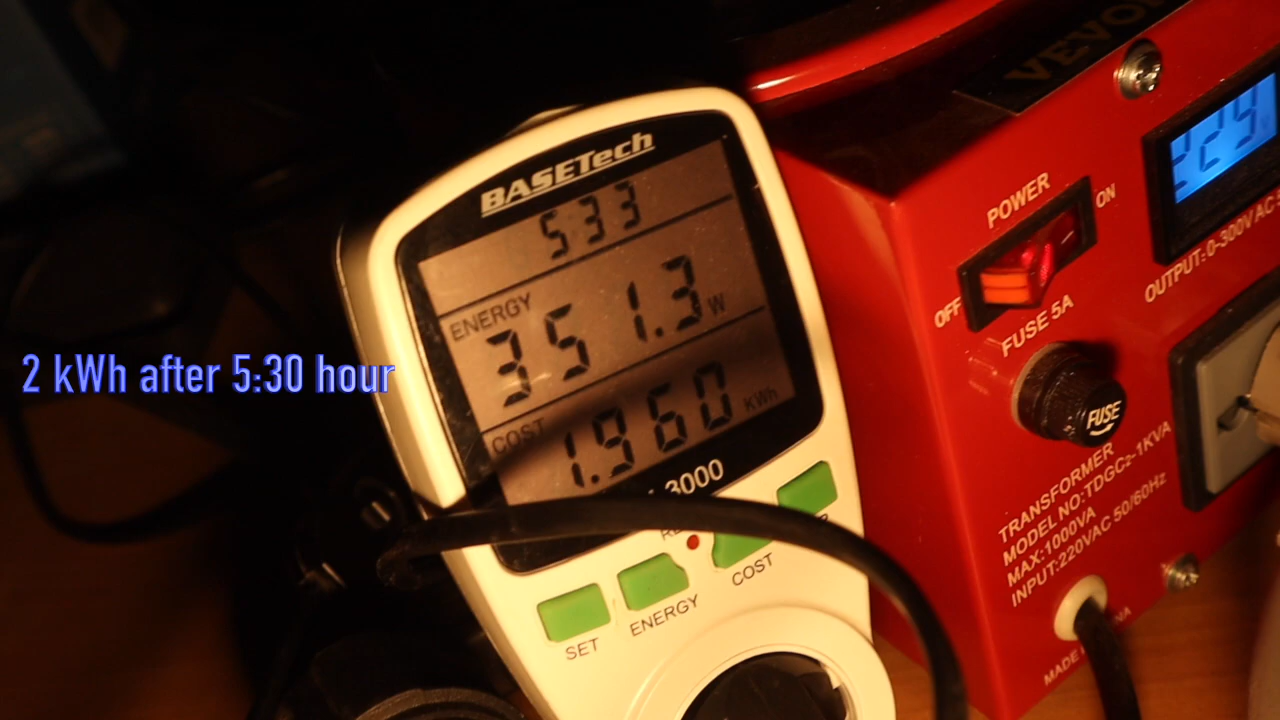 BASETech
533
ENERGY
351.3 W
COST
1.960 KWh
3000
SET
ENERGY
COST
2 kWh after 5:30 hour
VEVOR
229
POWER
ON
OFF
OUTPUT:0-300VAC
FUSE 5A
FUSE
TRANSFORMER
MODEL NO:TDGC2-1KVA
MAX:1000VA
INPUT:220VAC 50/60Hz
MADE